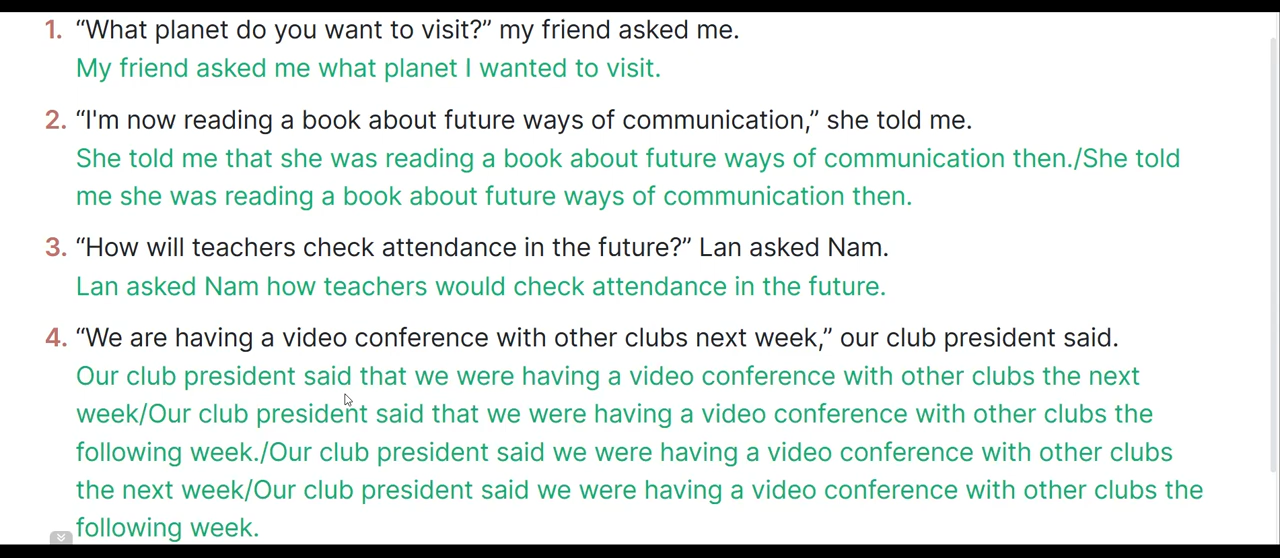 1. “What planet do you want to visit?” my friend asked me.
My friend asked me what planet I wanted to visit.
2. “I'm now reading a book about future ways of communication,” she told me.
She told me that she was reading a book about future ways of communication then./She told
me she was reading a book about future ways of communication then.
3. “How will teachers check attendance in the future?” Lan asked Nam.
Lan asked Nam how teachers would check attendance in the future.
4. “We are having a video conference with other clubs next week,” our club president said.
Our club president said that we were having a video conference with other clubs the next
week/Our club president said that we were having a video conference with other clubs the
following week./Our club president said we were having a video conference with other clubs
the next week/Our club president said we were having a video conference with other clubs the
following week.